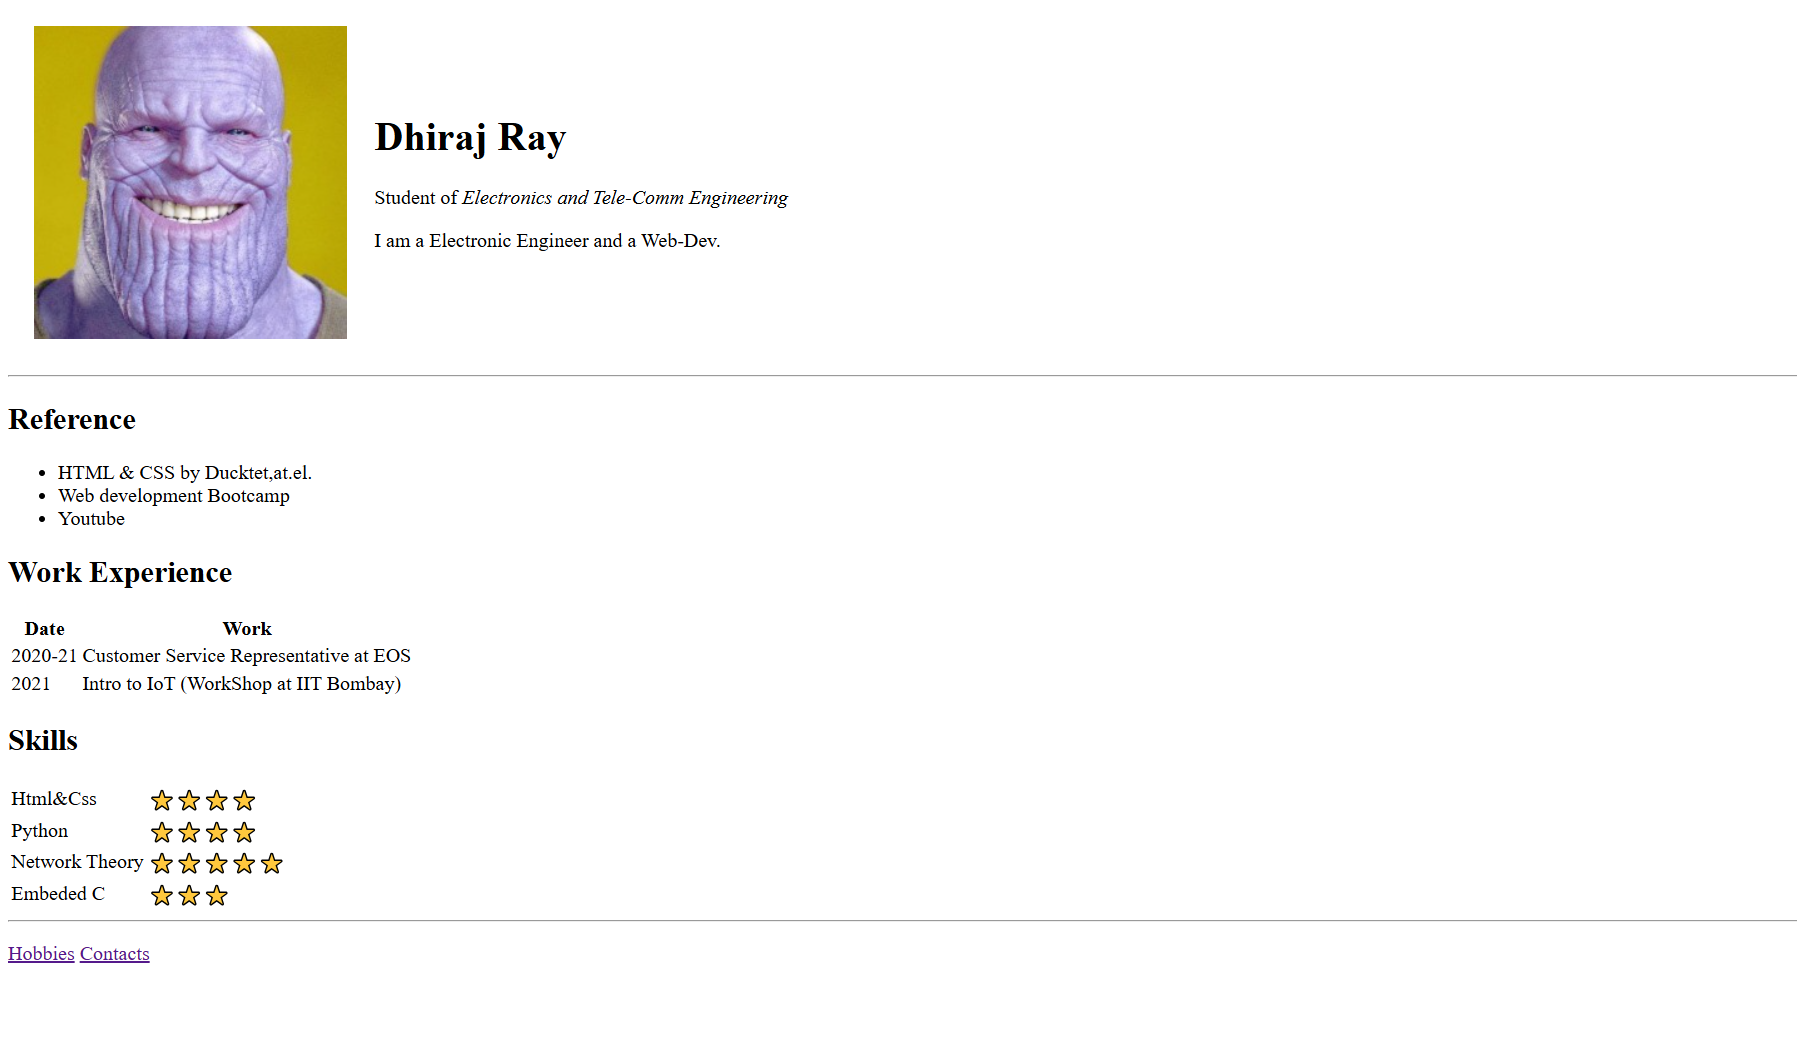 Dhiraj Ray
Student of Electronics and Tele-Comm Engineering
I am a Electronic Engineer and a Web-Dev.
Reference
HTML & CSS by Ducktet,at.el.
Web development Bootcamp
Youtube
Work Experience
Date Work
2020-21 Customer Service Representative at EOS
2021 Intro to IoT (WorkShop at IIT Bombay)
Skills
Html&Css ⭐⭐⭐⭐
Python ⭐⭐⭐⭐
Network Theory ⭐⭐⭐⭐⭐
Embeded C ⭐⭐⭐
Hobbies Contacts